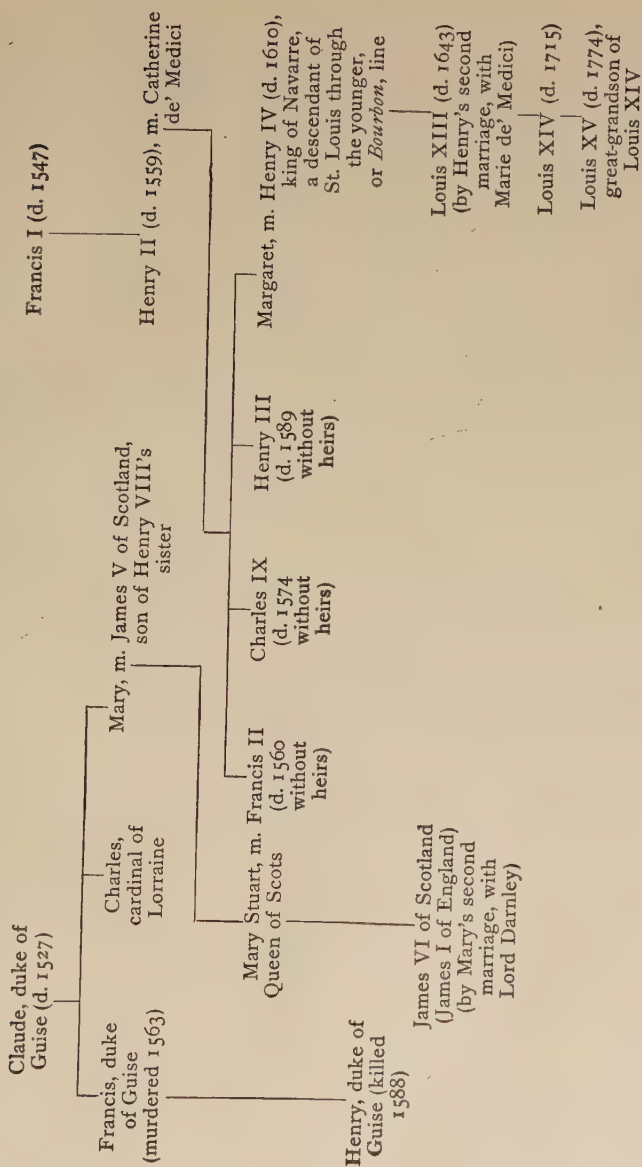 Claude, duke of
Guise (d. 1527)
Francis I (d. 1547)
Francis, duke
of Guise
(murdered 1563)
Charles,
cardinal of
Lorraine
Mary, m. James V of Scotland,
son of Henry VIII's
sister
Henry II (d. 1559), m. Catherine
de' Medici
Henry, duke of
Guise (killed
1588)
Mary Stuart, m. Francis II
Queen of Scots
(d. 1560
without
heirs)
Charles IX
(d. 1574
without
heirs)
Henry III
(d. 1589
without
heirs)
Margaret, m. Henry IV (d. 1610),
king of Navarre,
a descendant of
St. Louis through
the younger,
or Bourbon, line
James VI of Scotland
(James I of England)
(by Mary's second
marriage, with
Lord Darnley)
Louis XIII (d. 1643)
(by Henry's second
marriage, with
Marie de' Medici)
Louis XIV (d. 1715)
Louis XV (d. 1774),
great-grandson of
Louis XIV